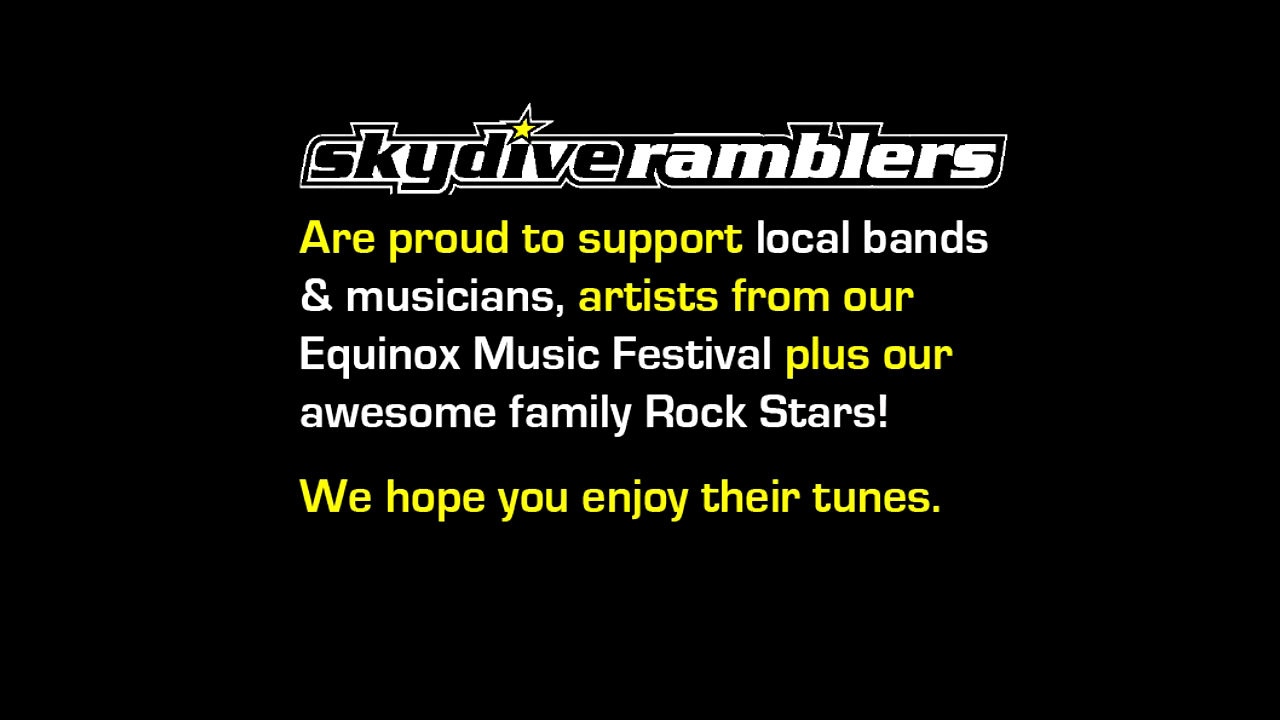 skydiveramblers
Are proud to support local bands
& musicians, artists from our
Equinox Music Festival plus our
awesome family Rock Stars!
We hope you enjoy their tunes.